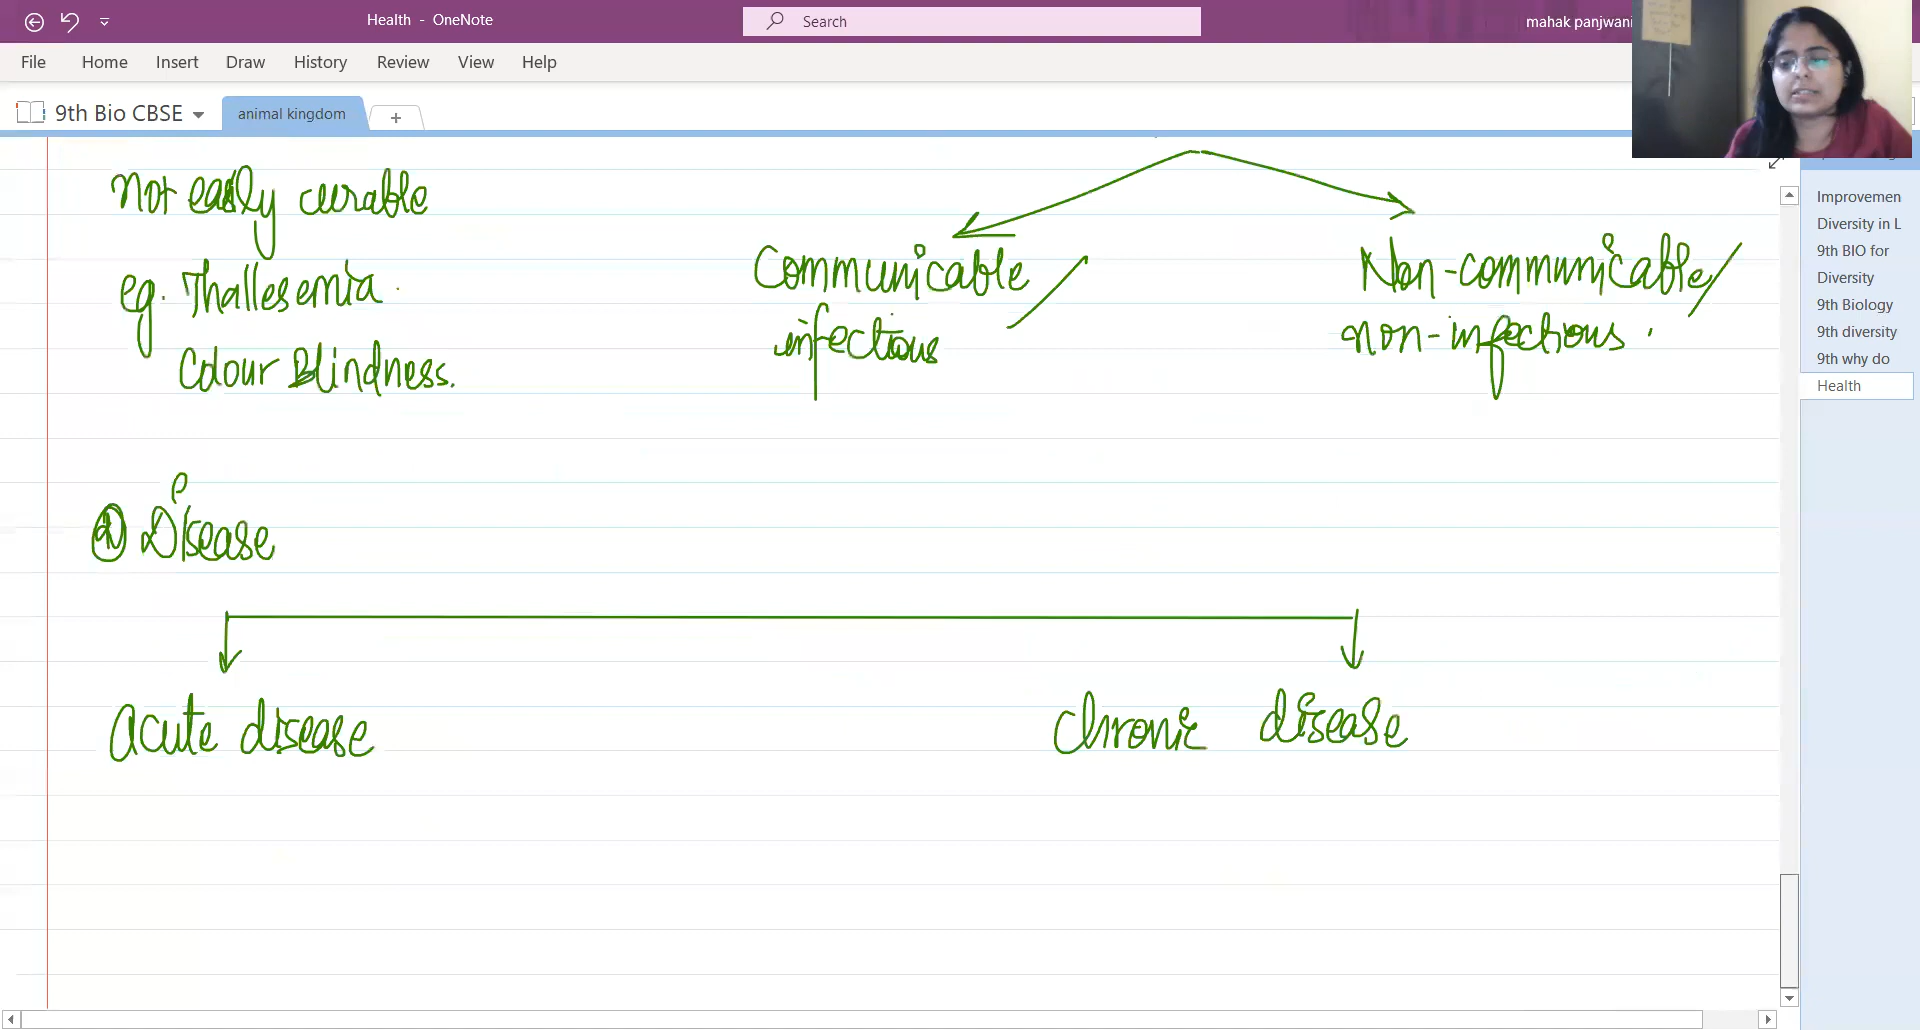 Health - OneNote
Search
mahak panjwani
File Home Insert Draw History Review View Help
9th Bio CBSE
animal kingdom
+
Improvemen
Diversity in L
9th BIO for
Diversity
9th Biology
9th diversity
9th why do
Health
Not easily curable
eg. Thallesemia.
Colour Blindness.
Communicable /
infectious
Non-communicable /
non-infectious.
Disease
Acute disease
Chronic disease